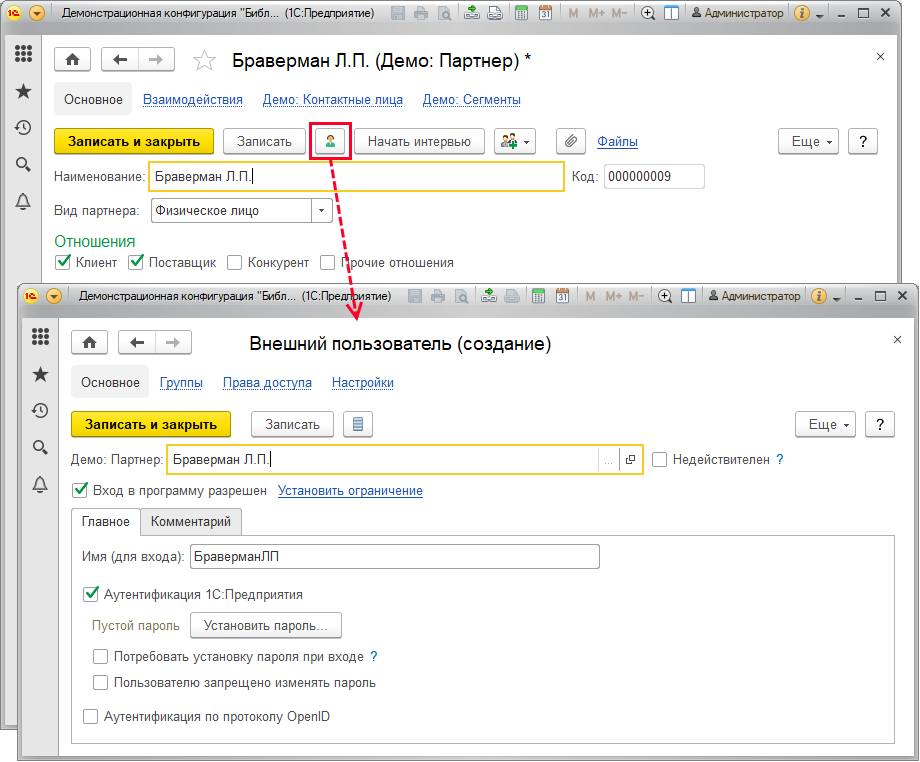 Демонстрационная конфигурация "Библ... (1С:Предприятие) M M+ M- Администратор
Браверман Л.П. (Демо: Партнер) *
Основное Взаимодействия Демо: Контактные лица Демо: Сегменты
Записать и закрыть Записать Начать интервью Файлы Еще ?
Наименование: Браверман Л.П. Код: 000000009
Вид партнера: Физическое лицо
Отношения
Клиент Поставщик Конкурент Прочие отношения
Демонстрационная конфигурация "Библ... (1С:Предприятие) M M+ M- Администратор
Внешний пользователь (создание)
Основное Группы Права доступа Настройки
Записать и закрыть Записать Еще ?
Демо: Партнер: Браверман Л.П. ... Недействителен ?
Вход в программу разрешен Установить ограничение
Главное Комментарий
Имя (для входа): БраверманЛП
Аутентификация 1С:Предприятия
Пустой пароль Установить пароль...
Потребовать установку пароля при входе ?
Пользователю запрещено изменять пароль
Аутентификация по протоколу OpenID